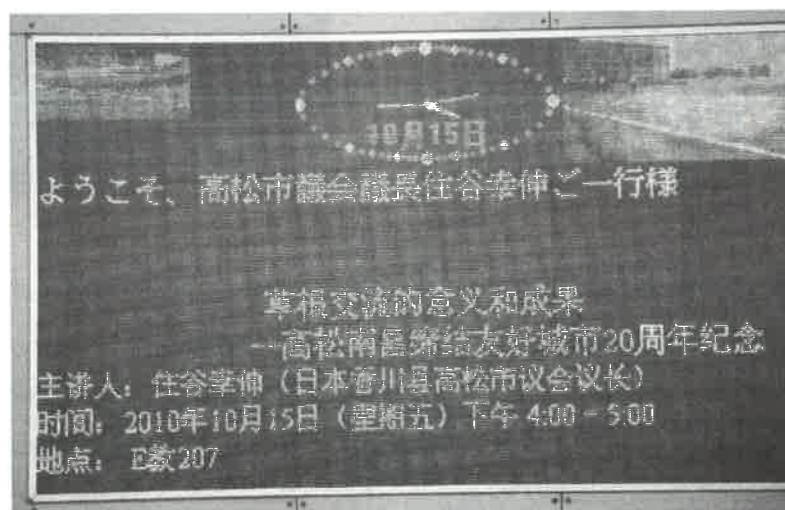 10月15日
ようこそ、高松市議会議長住谷幸伸ご一行様
草根交流的意义和成果
--高松南昌缔结友好城市20周年纪念
主讲人：住谷幸伸（日本香川县高松市议会议长）
时间：2010年10月15日（星期五）下午 4:00－5:00
地点：E教207